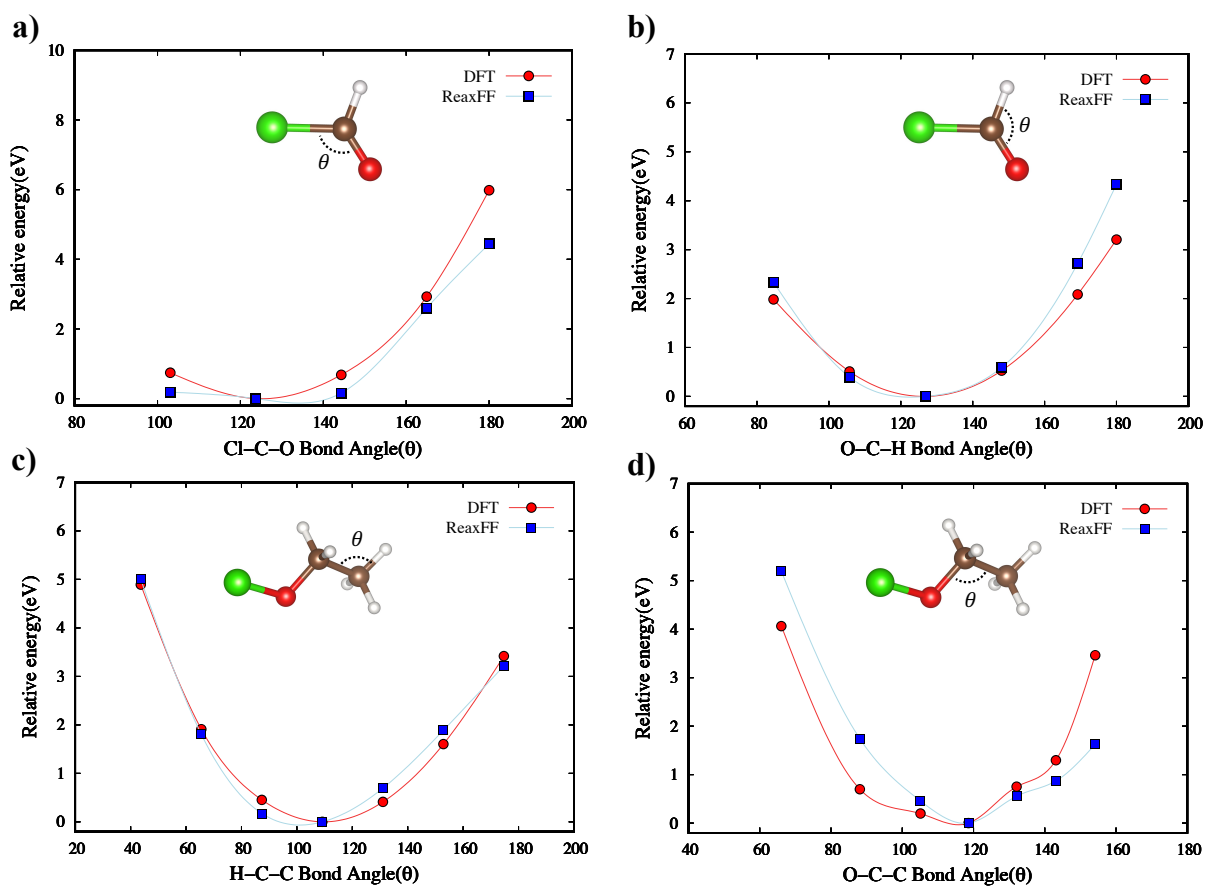 a)
10
8
6
4
2
0
80 100 120 140 160 180 200
Relative energy(eV)
Cl−C−O Bond Angle(θ)
DFT
ReaxFF
θ
b)
7
6
5
4
3
2
1
0
60 80 100 120 140 160 180 200
Relative energy(eV)
O−C−H Bond Angle(θ)
DFT
ReaxFF
θ
c)
7
6
5
4
3
2
1
0
20 40 60 80 100 120 140 160 180 200
Relative energy(eV)
H−C−C Bond Angle(θ)
DFT
ReaxFF
θ
d)
7
6
5
4
3
2
1
0
40 60 80 100 120 140 160 180
Relative energy(eV)
O−C−C Bond Angle(θ)
DFT
ReaxFF
θ